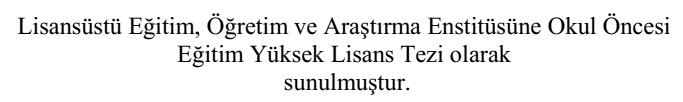 Lisansüstü Eğitim, Öğretim ve Araştırma Enstitüsüne Okul Öncesi
Eğitim Yüksek Lisans Tezi olarak
sunulmuştur.